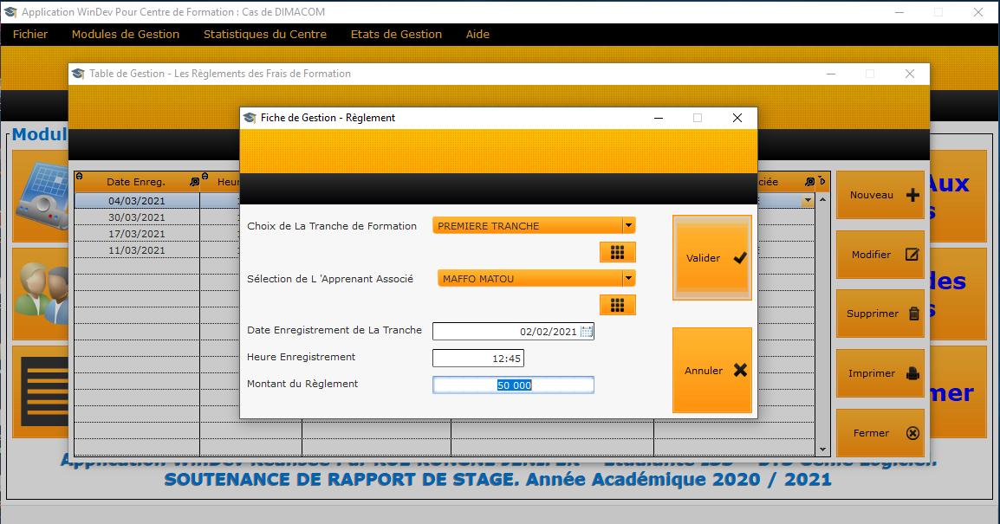 Application WinDev Pour Centre de Formation : Cas de DIMACOM
Fichier Modules de Gestion Statistiques du Centre Etats de Gestion Aide
Table de Gestion - Les Règlements des Frais de Formation
Fiche de Gestion - Règlement
Modul
Date Enreg. Heu
04/03/2021
30/03/2021
17/03/2021
11/03/2021
Choix de La Tranche de Formation PREMIERE TRANCHE
Sélection de L 'Apprenant Associé MAFFO MATOU
Date Enregistrement de La Tranche 02/02/2021
Heure Enregistrement 12:45
Montant du Règlement 50 000
Valider
Annuler
ciée
Nouveau
Modifier
Supprimer
Imprimer
Fermer
Aux
s
des
s
mer
SOUTENANCE DE RAPPORT DE STAGE. Année Académique 2020 / 2021